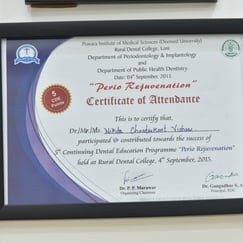 Pravara Institute of Medical Sciences (Deemed University)
Rural Dental College, Loni
Department of Periodontology & Implantology
and
Department of Public Health Dentistry
Date: 04th September, 2015
"Perio Rejuvenation"
Certificate of Attendance
5
CDE
Points
This is to certify, that
Dr./Mr./Ms.
participated & contributed towards the success of
5th Continuing Dental Education Programme "Perio Rejuvenation"
held at Rural Dental College, 4th September, 2015.
Dr. P. P. Marawar
Organizing Chairman
Dr. Gangadhar S. A.
Principal, RDC